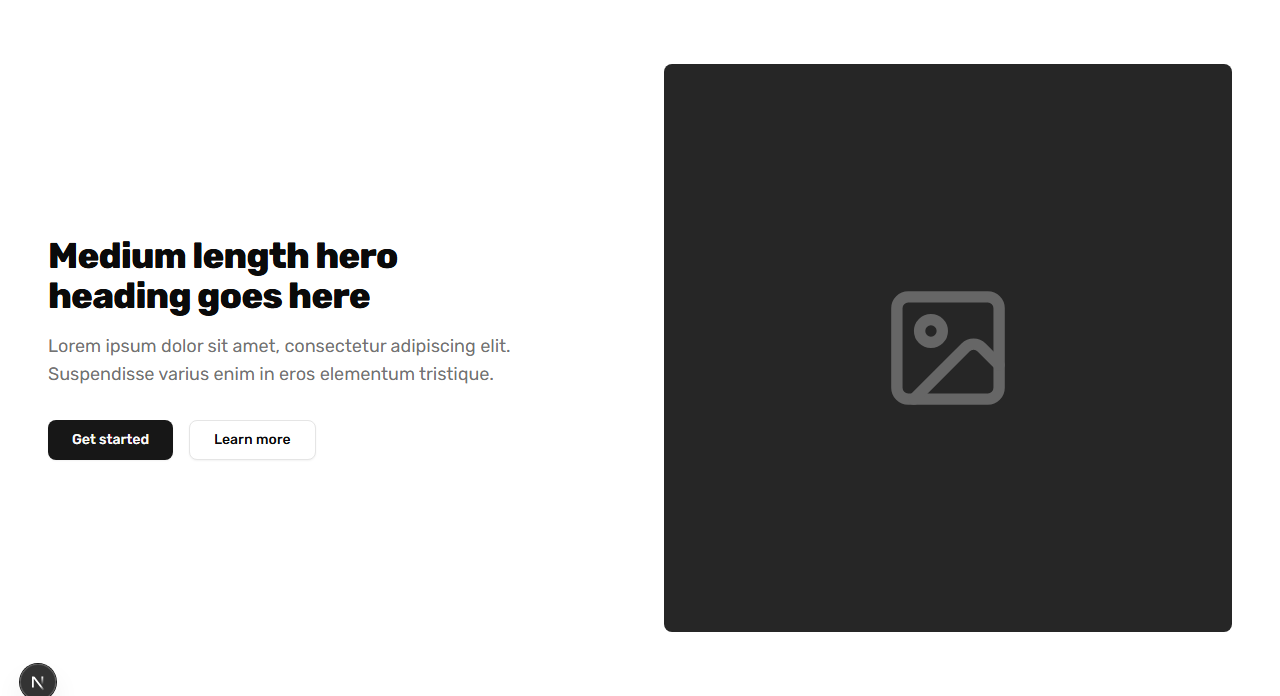 Medium length hero
heading goes here
Lorem ipsum dolor sit amet, consectetur adipiscing elit.
Suspendisse varius enim in eros elementum tristique.
Get started
Learn more
N